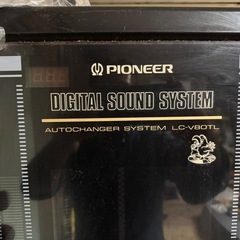 PIONEER
DIGITAL SOUND SYSTEM
AUTOCHANGER SYSTEM LC-V80TL